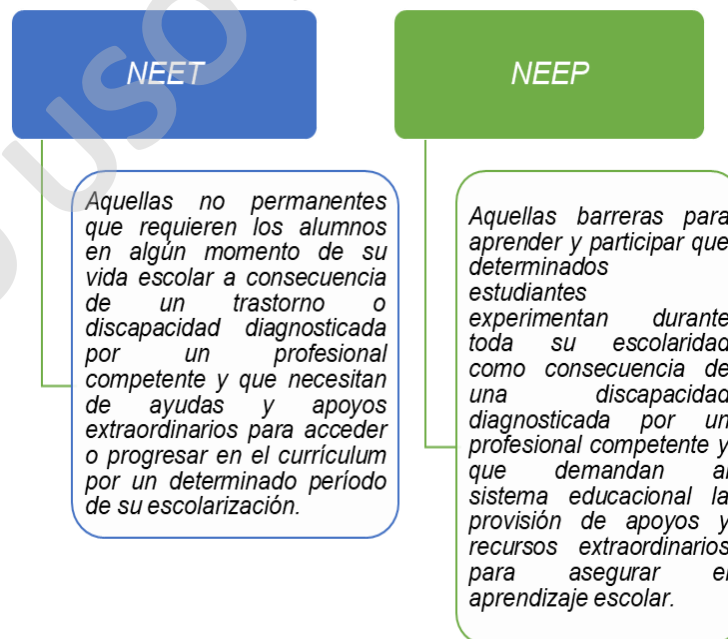 NEET
Aquellas no permanentes
que requieren los alumnos
en algún momento de su
vida escolar a consecuencia
de un trastorno o
discapacidad diagnosticada
por un profesional
competente y que necesitan
de ayudas y apoyos
extraordinarios para acceder
o progresar en el currículum
por un determinado período
de su escolarización.
NEEP
Aquellas barreras para
aprender y participar que
determinados
estudiantes
experimentan durante
toda su escolaridad
como consecuencia de
una discapacidad
diagnosticada por un
profesional competente y
que demandan al
sistema educacional la
provisión de apoyos y
recursos extraordinarios
para asegurar el
aprendizaje escolar.
USO